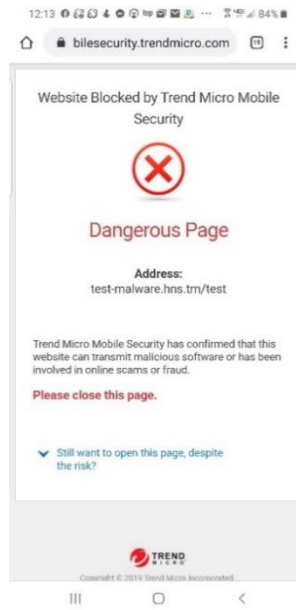 12:13
84%
bilesecurity.trendmicro.com
Website Blocked by Trend Micro Mobile
Security
Dangerous Page
Address:
test-malware.hns.tm/test
Trend Micro Mobile Security has confirmed that this
website can transmit malicious software or has been
involved in online scams or fraud.
Please close this page.
Still want to open this page, despite
the risk?
TREND
MICRO
Copyright © 2019 Trend Micro Incorporated.